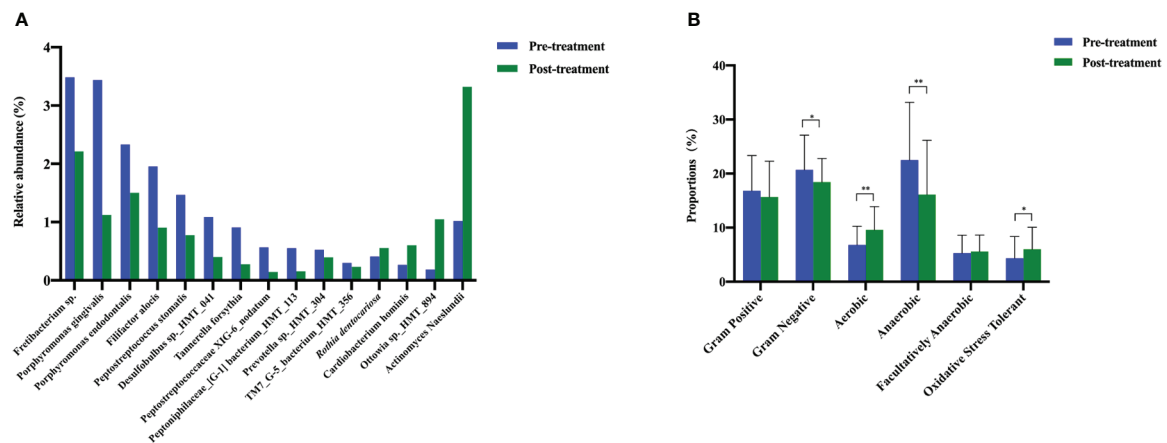 A
Pre-treatment
Post-treatment
Relative abundance (%)
4
3
2
1
0
Fretibacterium sp.
Porphyromonas gingivalis
Porpyromonas endodontalis
Filifactor alocis
Peptostreptococcus stomatis
Desulfobulbus sp._HMT_041
Tannerella forsythia
Peptostreptococcaceae XIG-6_nodatum
Peptoniphilaceae_[G-1] bacterium_HMT_113
Prevotella sp._HMT_304
TM7_G-5_bacterium_HMT_356
Rothia dentocariosa
Cardiobacterium hominis
Ottowia sp._HMT_894
Actinomyces Naeslundii
B
Pre-treatment
Post-treatment
Proportions (%)
40
30
20
10
0
*
**
**
*
Gram Positive
Gram Negative
Aerobic
Anaerobic
Facultatively Anaerobic
Oxidative Stress Tolerant